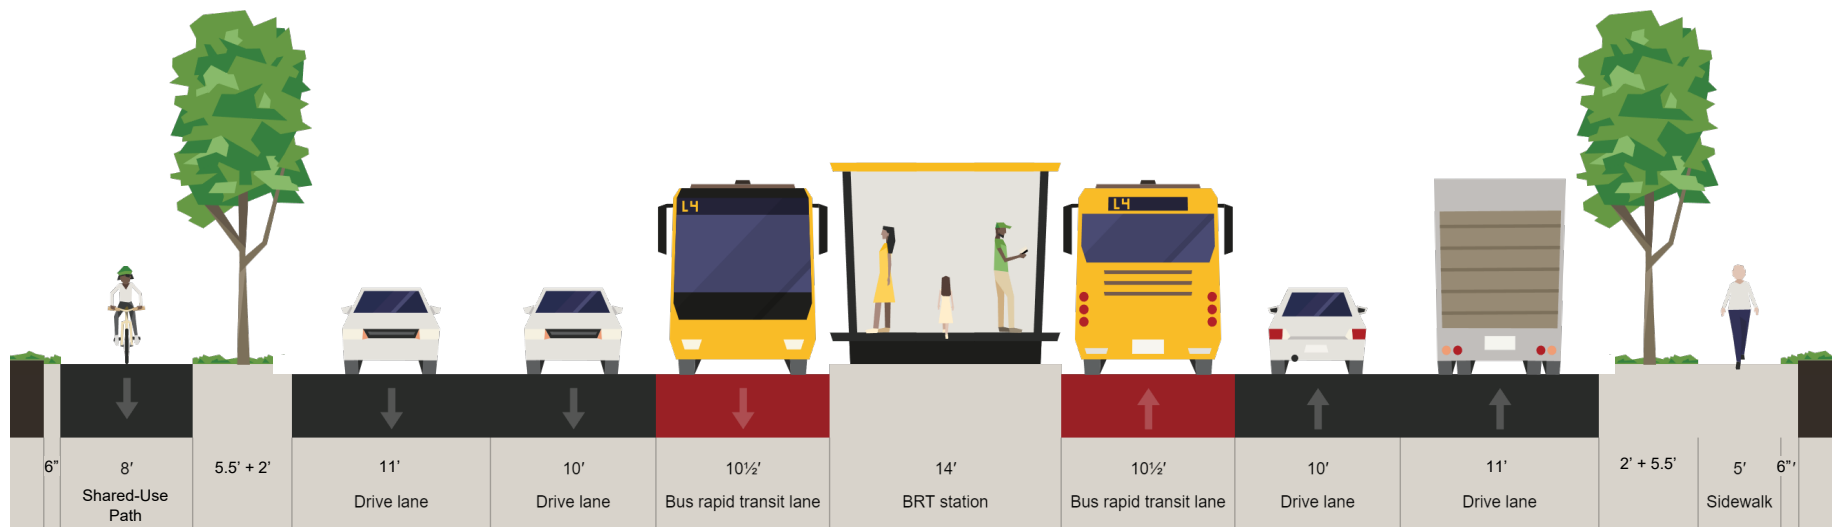 L4
L4
6”
8′
5.5’ + 2’
11’
10′
10½′
14′
10½′
10′
11’
2’ + 5.5’
5′
6”′
Shared-Use
Path
Drive lane
Drive lane
Bus rapid transit lane
BRT station
Bus rapid transit lane
Drive lane
Drive lane
Sidewalk